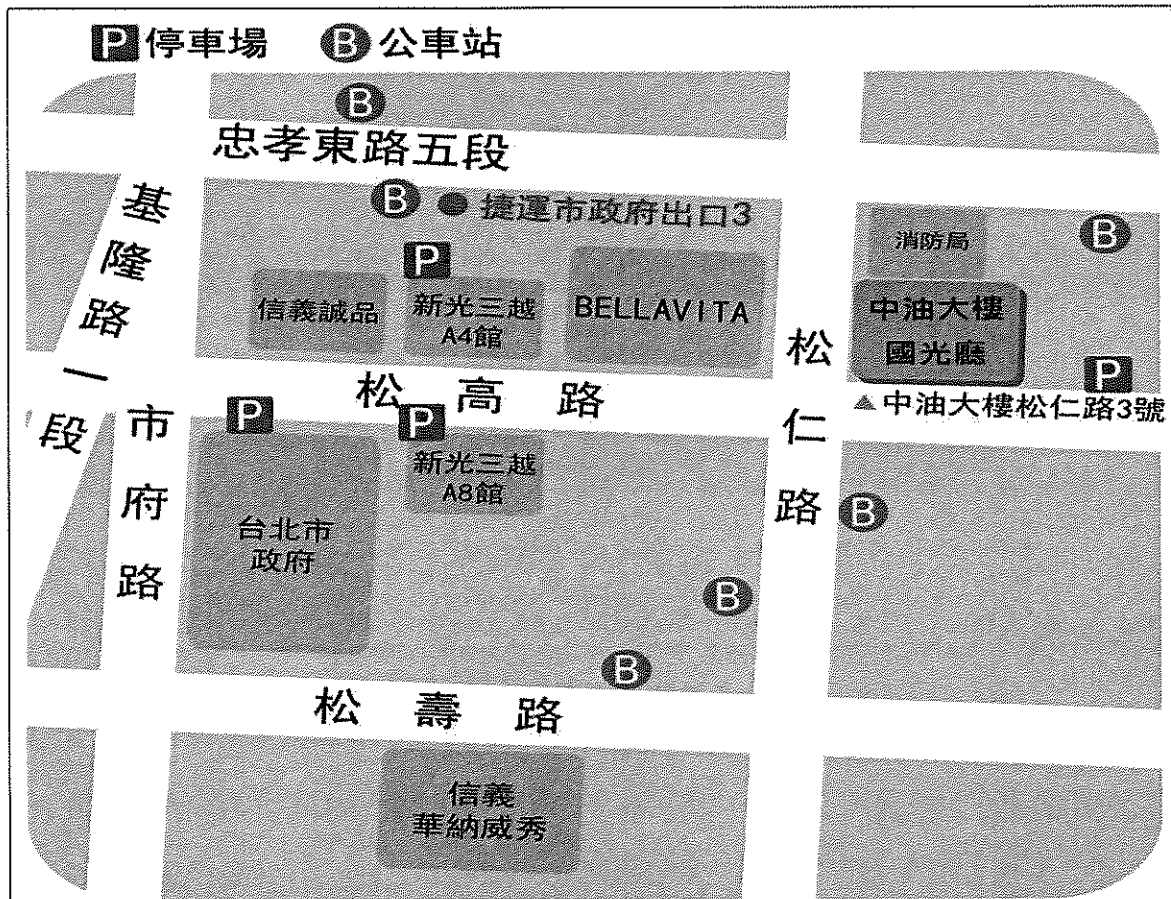 P 停車場 B 公車站
B
忠孝東路五段
B 捷運市政府出口3
基隆路一段
消防局
B
P
信義誠品
新光三越
A4館
BELLAVITA
中油大樓
國光廳
P
松高路
松仁路
中油大樓松仁路3號
市府路
P
P
新光三越
A8館
台北市
政府
B
B
B
松壽路
信義
華納威秀